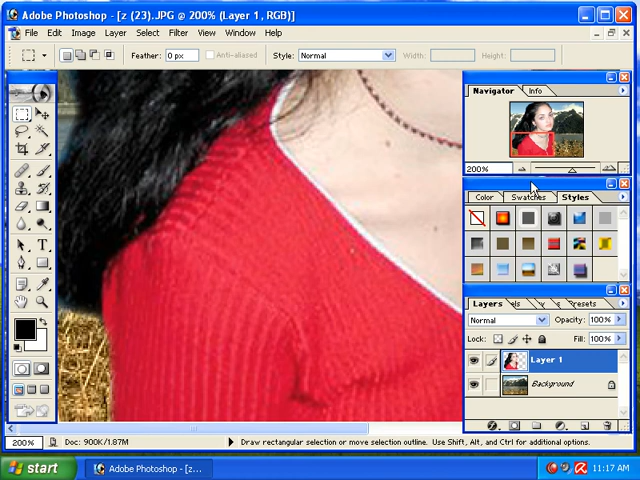 Adobe Photoshop - [z (23).JPG @ 200% (Layer 1, RGB)]
File Edit Image Layer Select Filter View Window Help
Feather: 0 px Anti-aliased Style: Normal Width: Height:
Navigator Info
200%
Color Swatches Styles
Layers els resets
Normal Opacity: 100%
Lock: Fill: 100%
Layer 1
Background
200% Doc: 900K/1.87M Draw rectangular selection or move selection outline. Use Shift, Alt, and Ctrl for additional options.
start Adobe Photoshop - [z... 11:17 AM